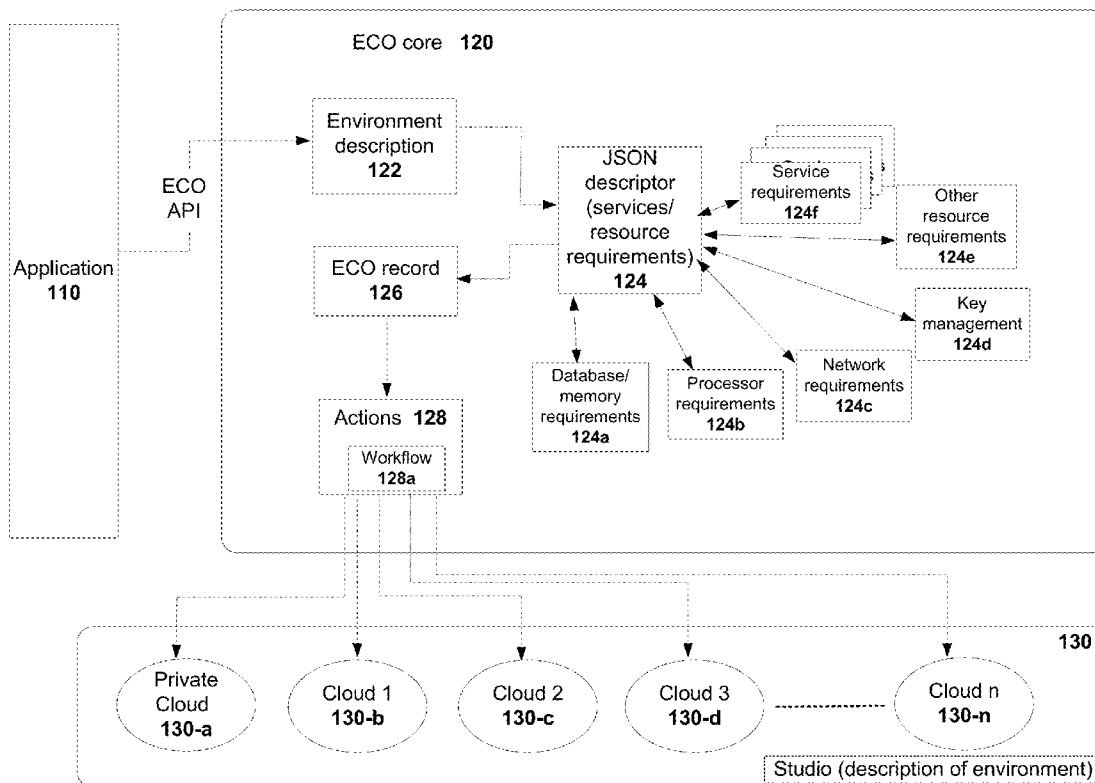 ECO core 120
Environment
description
122
ECO
API
Application
110
JSON
descriptor
(services/
resource
requirements)
124
Service
requirements
124f
Other
resource
requirements
124e
Key
management
124d
Network
requirements
124c
Processor
requirements
124b
Database/
memory
requirements
124a
ECO record
126
Actions 128
Workflow
128a
130
Private
Cloud
130-a
Cloud 1
130-b
Cloud 2
130-c
Cloud 3
130-d
Cloud n
130-n
Studio (description of environment)